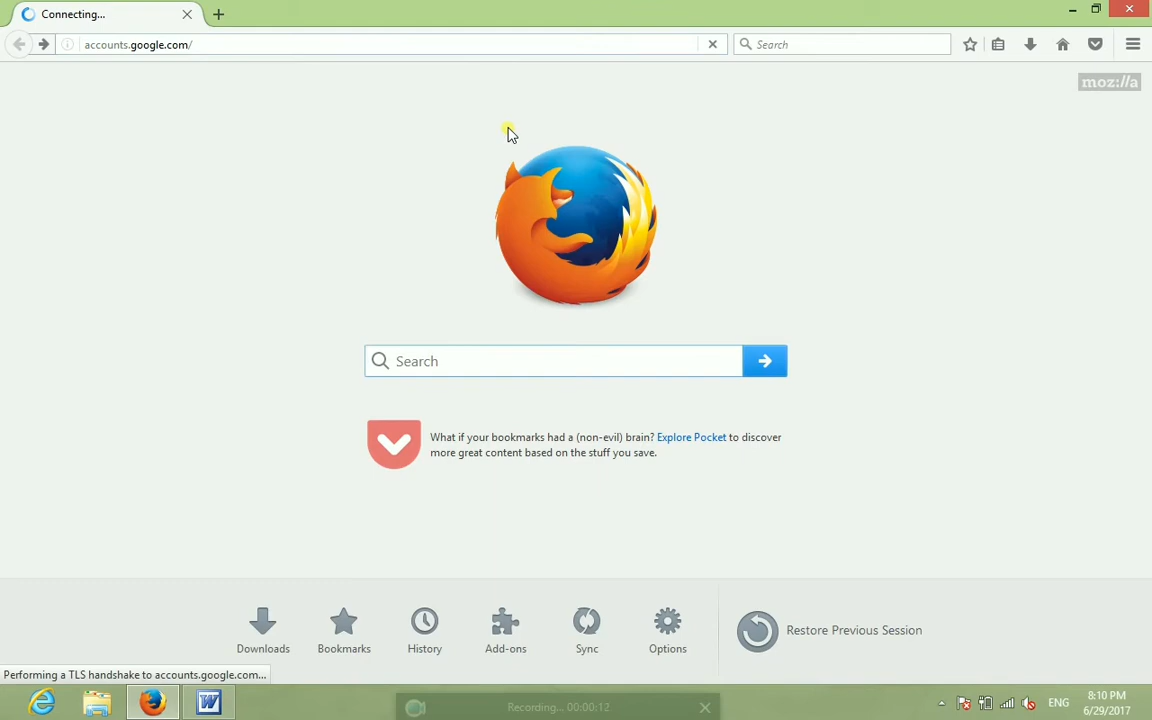 Connecting...
accounts.google.com/
Search
moz://a
Search
What if your bookmarks had a (non-evil) brain? Explore Pocket to discover
more great content based on the stuff you save.
Downloads
Bookmarks
History
Add-ons
Sync
Options
Restore Previous Session
Performing a TLS handshake to accounts.google.com...
Recording... 00:00:12
ENG
8:10 PM
6/29/2017